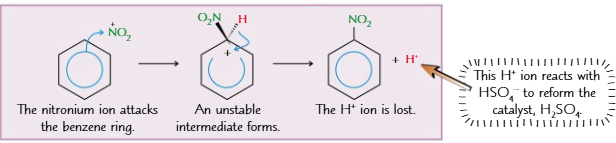 ⁺NO₂
O₂N H
+
NO₂
+ H⁺
The nitronium ion attacks
the benzene ring.
An unstable
intermediate forms.
The H⁺ ion is lost.
This H⁺ ion reacts with
HSO₄⁻ to reform the
catalyst, H₂SO₄.